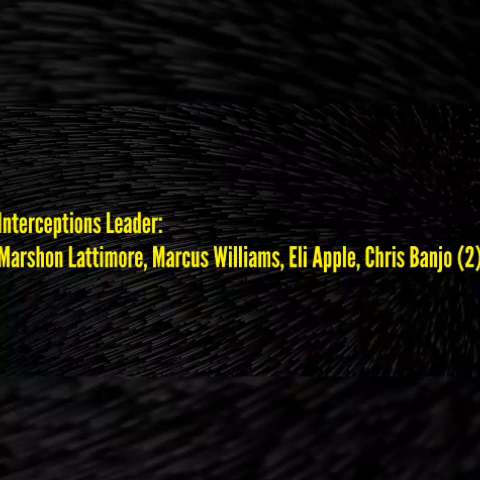 Interceptions Leader:
Marshon Lattimore, Marcus Williams, Eli Apple, Chris Banjo (2)